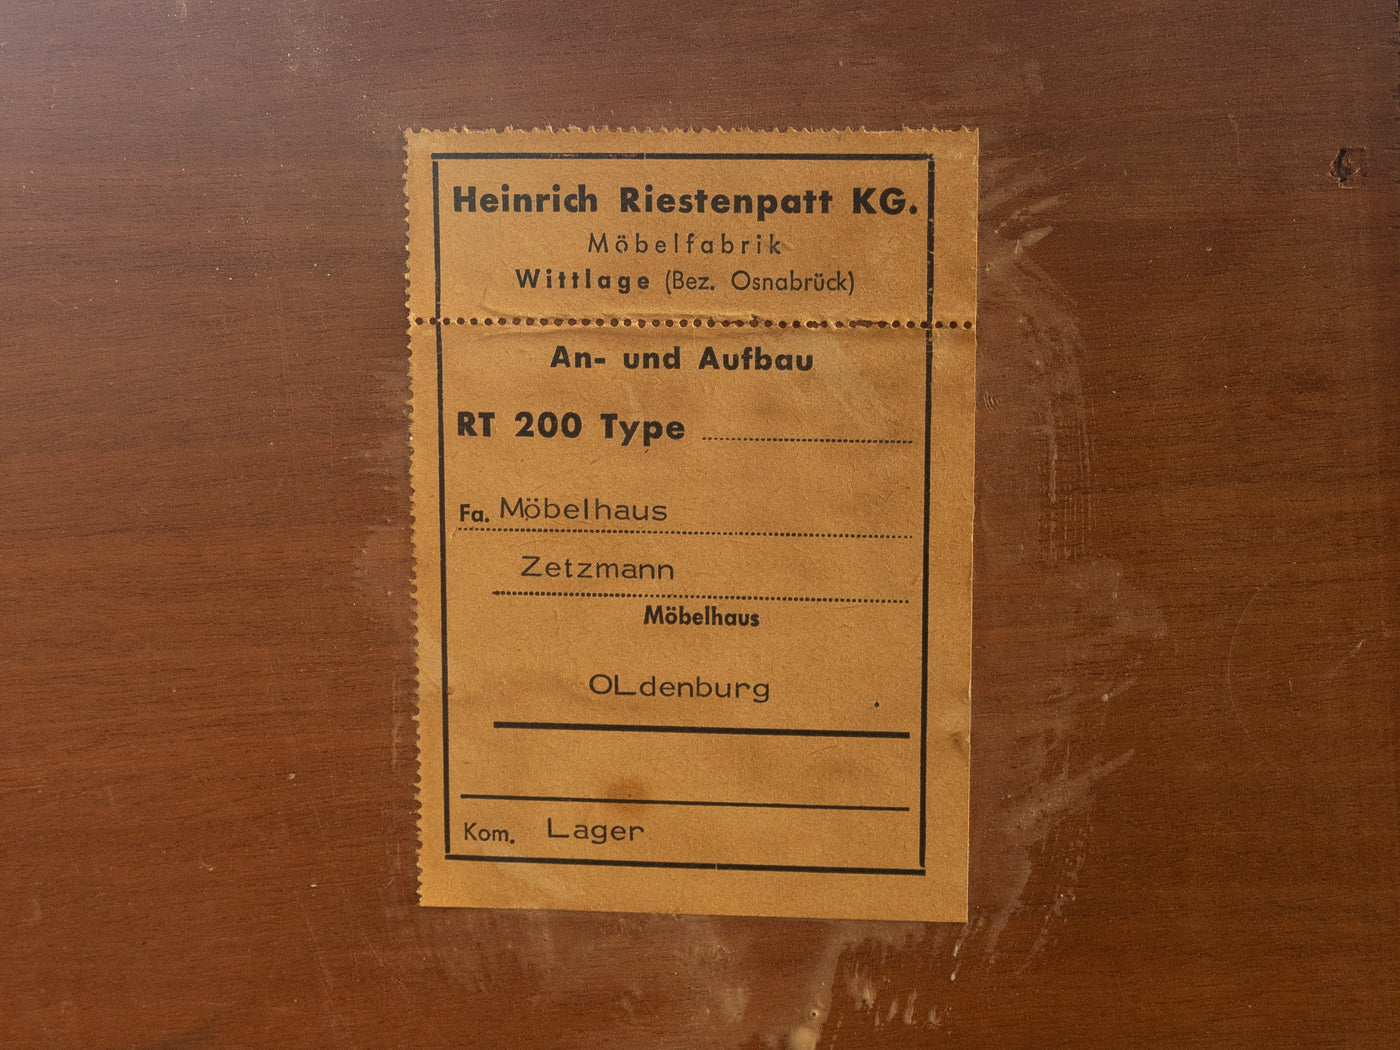 Heinrich Riestenpatt KG.
Möbelfabrik
Wittlage (Bez. Osnabrück)
An- und Aufbau
RT 200 Type
Fa. Möbelhaus
Zetzmann
Möbelhaus
OLdenburg
Kom. Lager